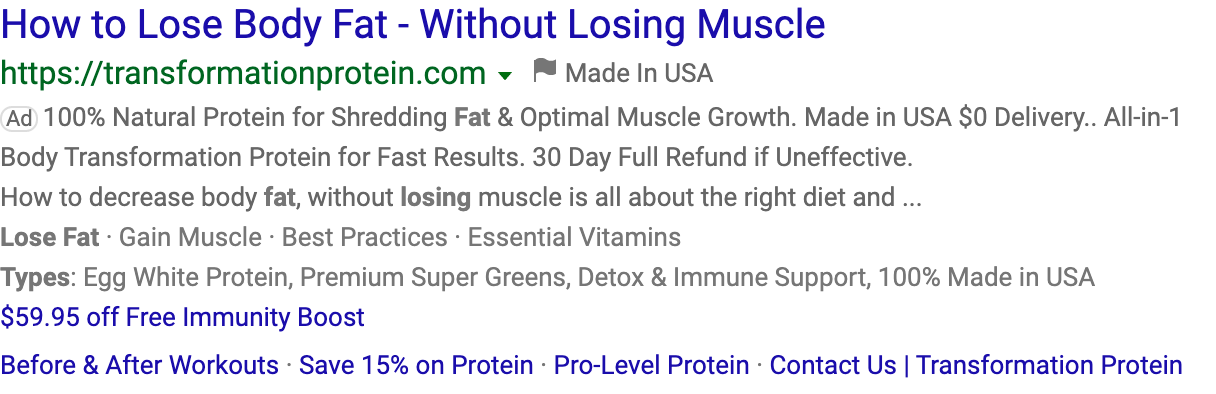 How to Lose Body Fat - Without Losing Muscle
https://transformationprotein.com Made In USA
Ad 100% Natural Protein for Shredding Fat & Optimal Muscle Growth. Made in USA $0 Delivery.. All-in-1
Body Transformation Protein for Fast Results. 30 Day Full Refund if Uneffective.
How to decrease body fat, without losing muscle is all about the right diet and ...
Lose Fat · Gain Muscle · Best Practices · Essential Vitamins
Types: Egg White Protein, Premium Super Greens, Detox & Immune Support, 100% Made in USA
$59.95 off Free Immunity Boost
Before & After Workouts · Save 15% on Protein · Pro-Level Protein · Contact Us | Transformation Protein